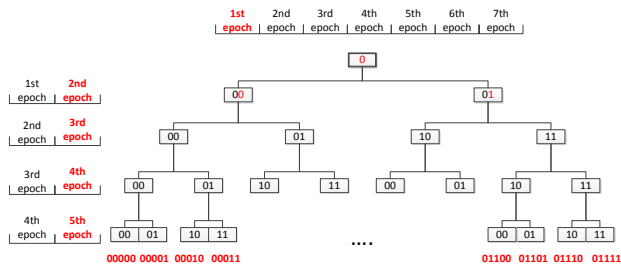 1st epoch 2nd epoch 3rd epoch 4th epoch 5th epoch 6th epoch 7th epoch
0
1st epoch 2nd epoch
00 01
2nd epoch 3rd epoch
00 01 10 11
3rd epoch 4th epoch
00 01 10 11 00 01 10 11
4th epoch 5th epoch
00 01 10 11 .... 00 01 10 11
00000 00001 00010 00011 01100 01101 01110 01111